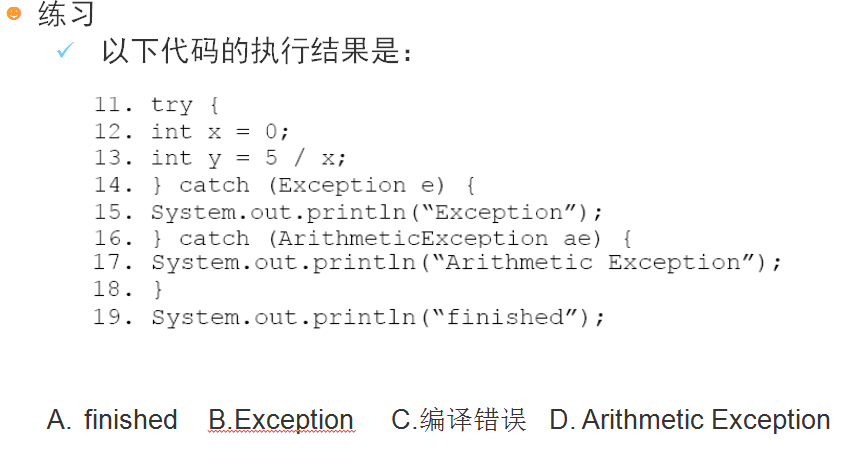 练习
以下代码的执行结果是：
11. try {
12. int x = 0;
13. int y = 5 / x;
14. } catch (Exception e) {
15. System.out.println(“Exception”);
16. } catch (ArithmeticException ae) {
17. System.out.println(“Arithmetic Exception”);
18. }
19. System.out.println(“finished”);
A. finished B.Exception C.编译错误 D. Arithmetic Exception